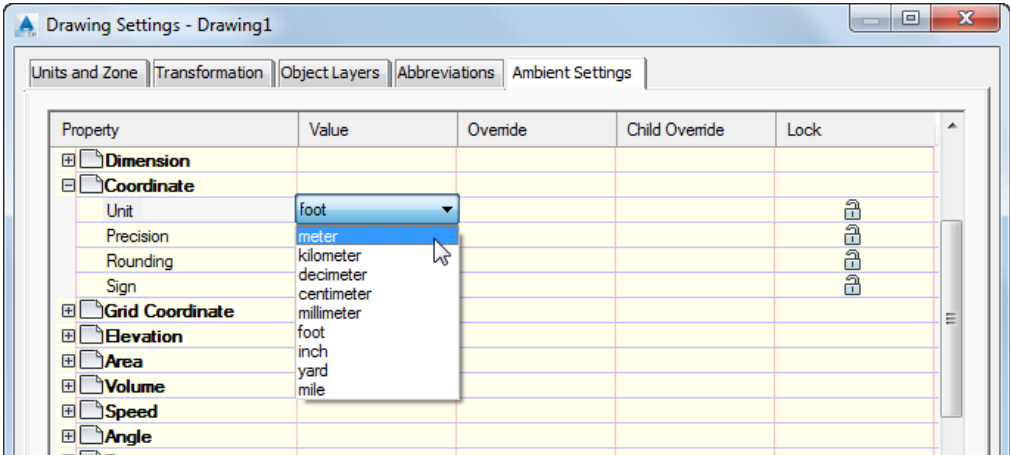 Drawing Settings - Drawing1
Units and Zone Transformation Object Layers Abbreviations Ambient Settings
Property Value Override Child Override Lock
Dimension
Coordinate
Unit foot
Precision meter
Rounding kilometer
decimeter
Sign centimeter
Grid Coordinate millimeter
Elevation foot
inch
Area yard
Volume mile
Speed
Angle